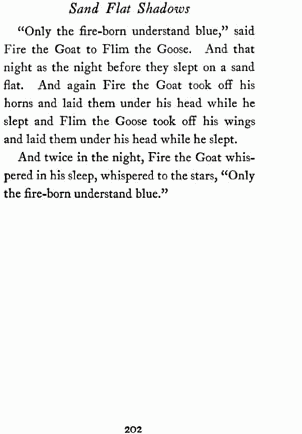 Sand Flat Shadows
“Only the fire-born understand blue,” said
Fire the Goat to Flim the Goose. And that
night as the night before they slept on a sand
flat. And again Fire the Goat took off his
horns and laid them under his head while he
slept and Flim the Goose took off his wings
and laid them under his head while he slept.
And twice in the night, Fire the Goat whis-
pered in his sleep, whispered to the stars, “Only
the fire-born understand blue.”
202